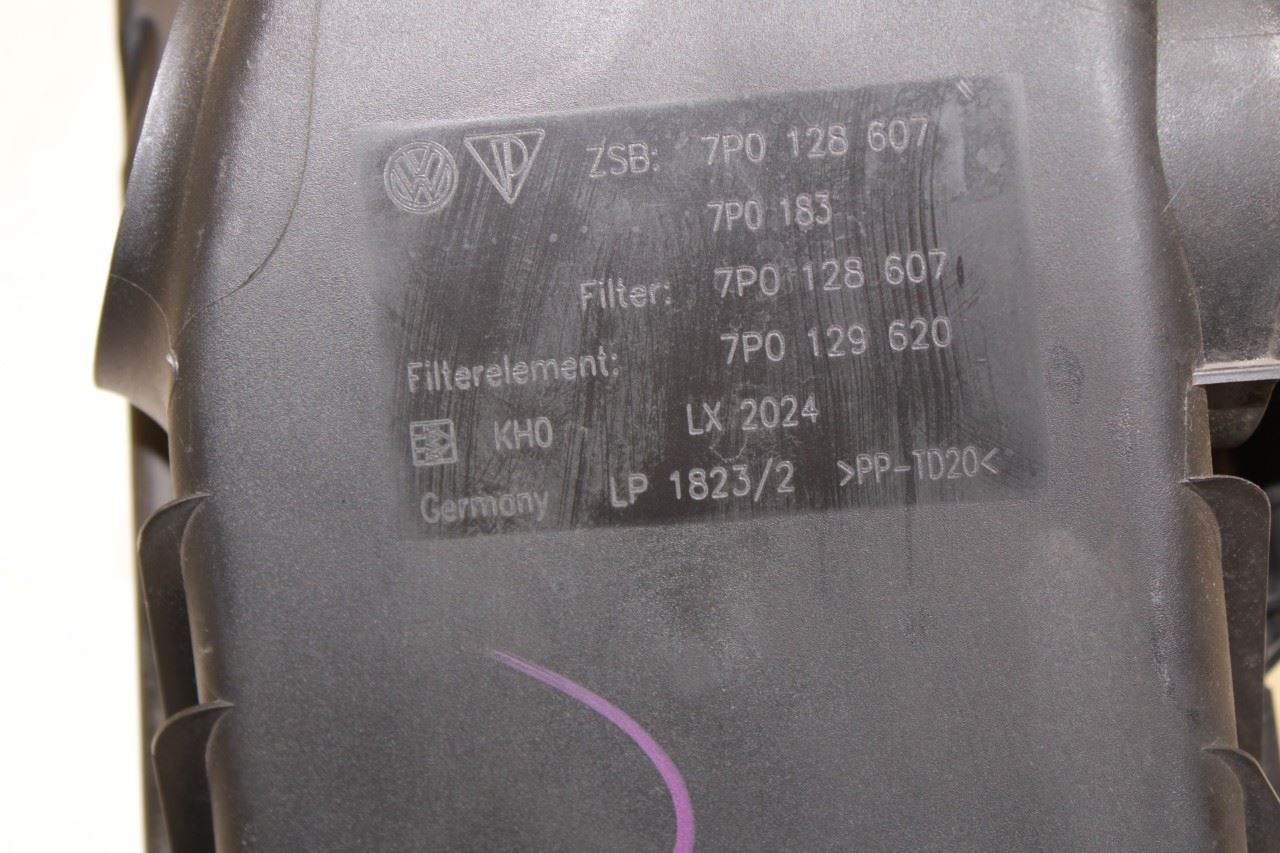 ZSB: 7P0 128 607
7P0 183
Filter: 7P0 128 607
Filterelement: 7P0 129 620
KHO LX 2024
Germany LP 1823/2 >PP-TD20<